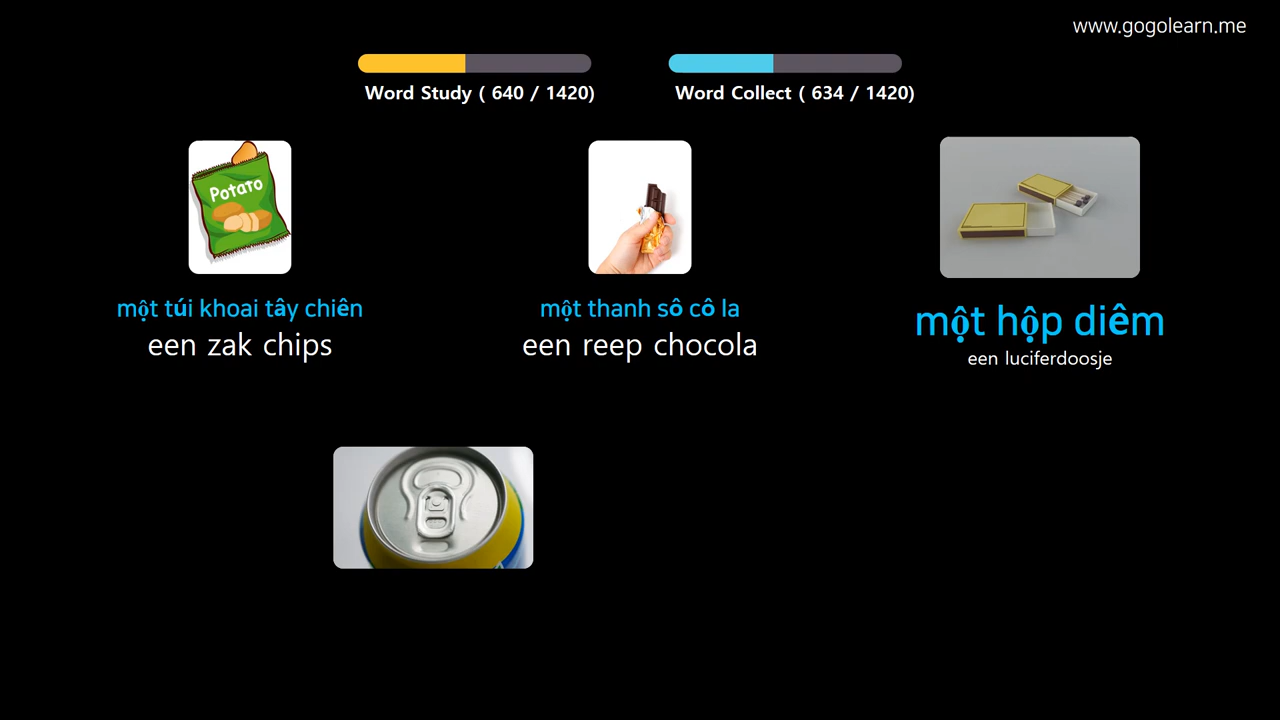 www.gogolearn.me
Word Study ( 640 / 1420)
Word Collect ( 634 / 1420)
Potato
một túi khoai tây chiên
een zak chips
một thanh sô cô la
een reep chocola
một hộp diêm
een luciferdoosje